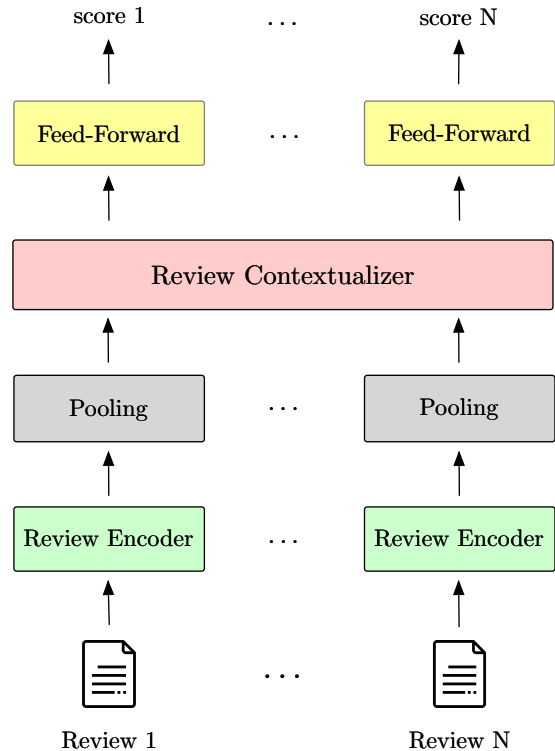 score 1 ... score N
Feed-Forward ... Feed-Forward
Review Contextualizer
Pooling ... Pooling
Review Encoder ... Review Encoder
...
Review 1 Review N